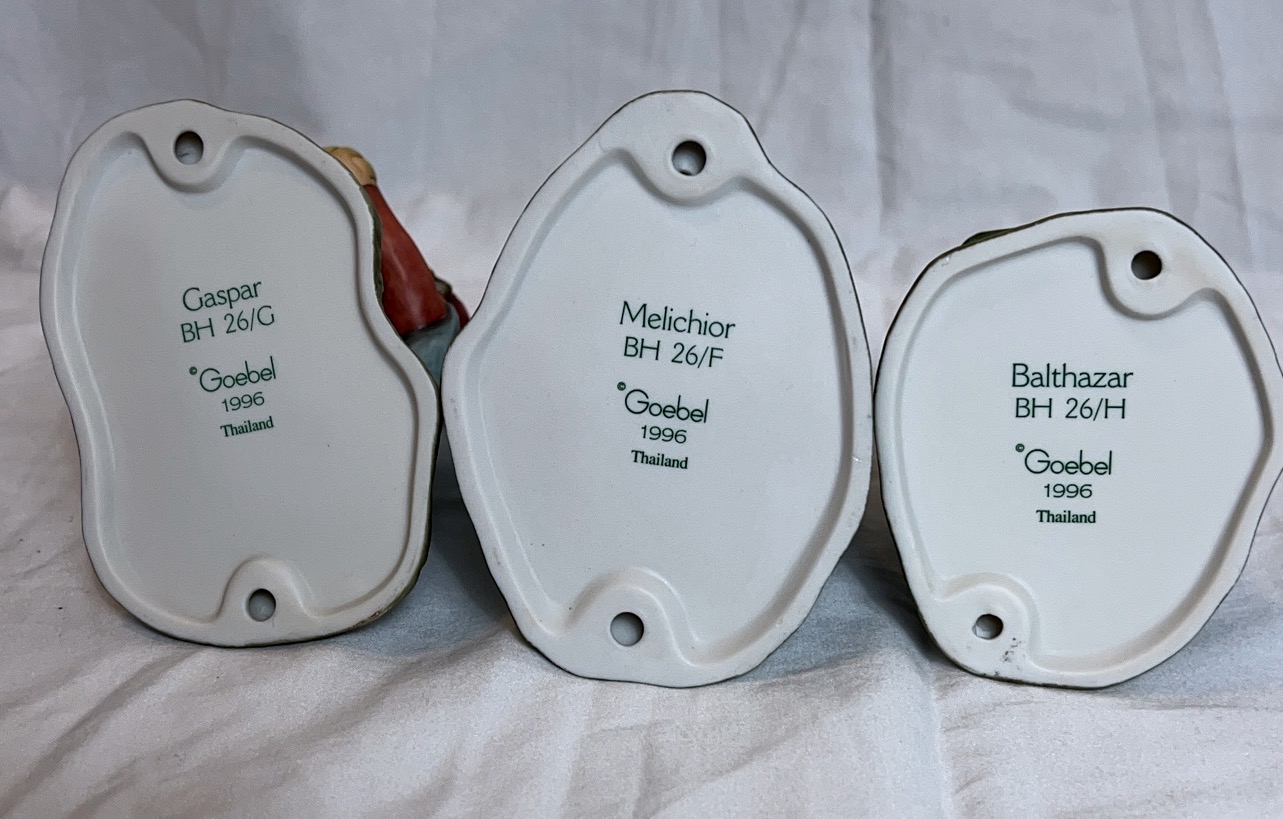 Gaspar
BH 26/G
©Goebel
1996
Thailand
Melichior
BH 26/F
©Goebel
1996
Thailand
Balthazar
BH 26/H
©Goebel
1996
Thailand